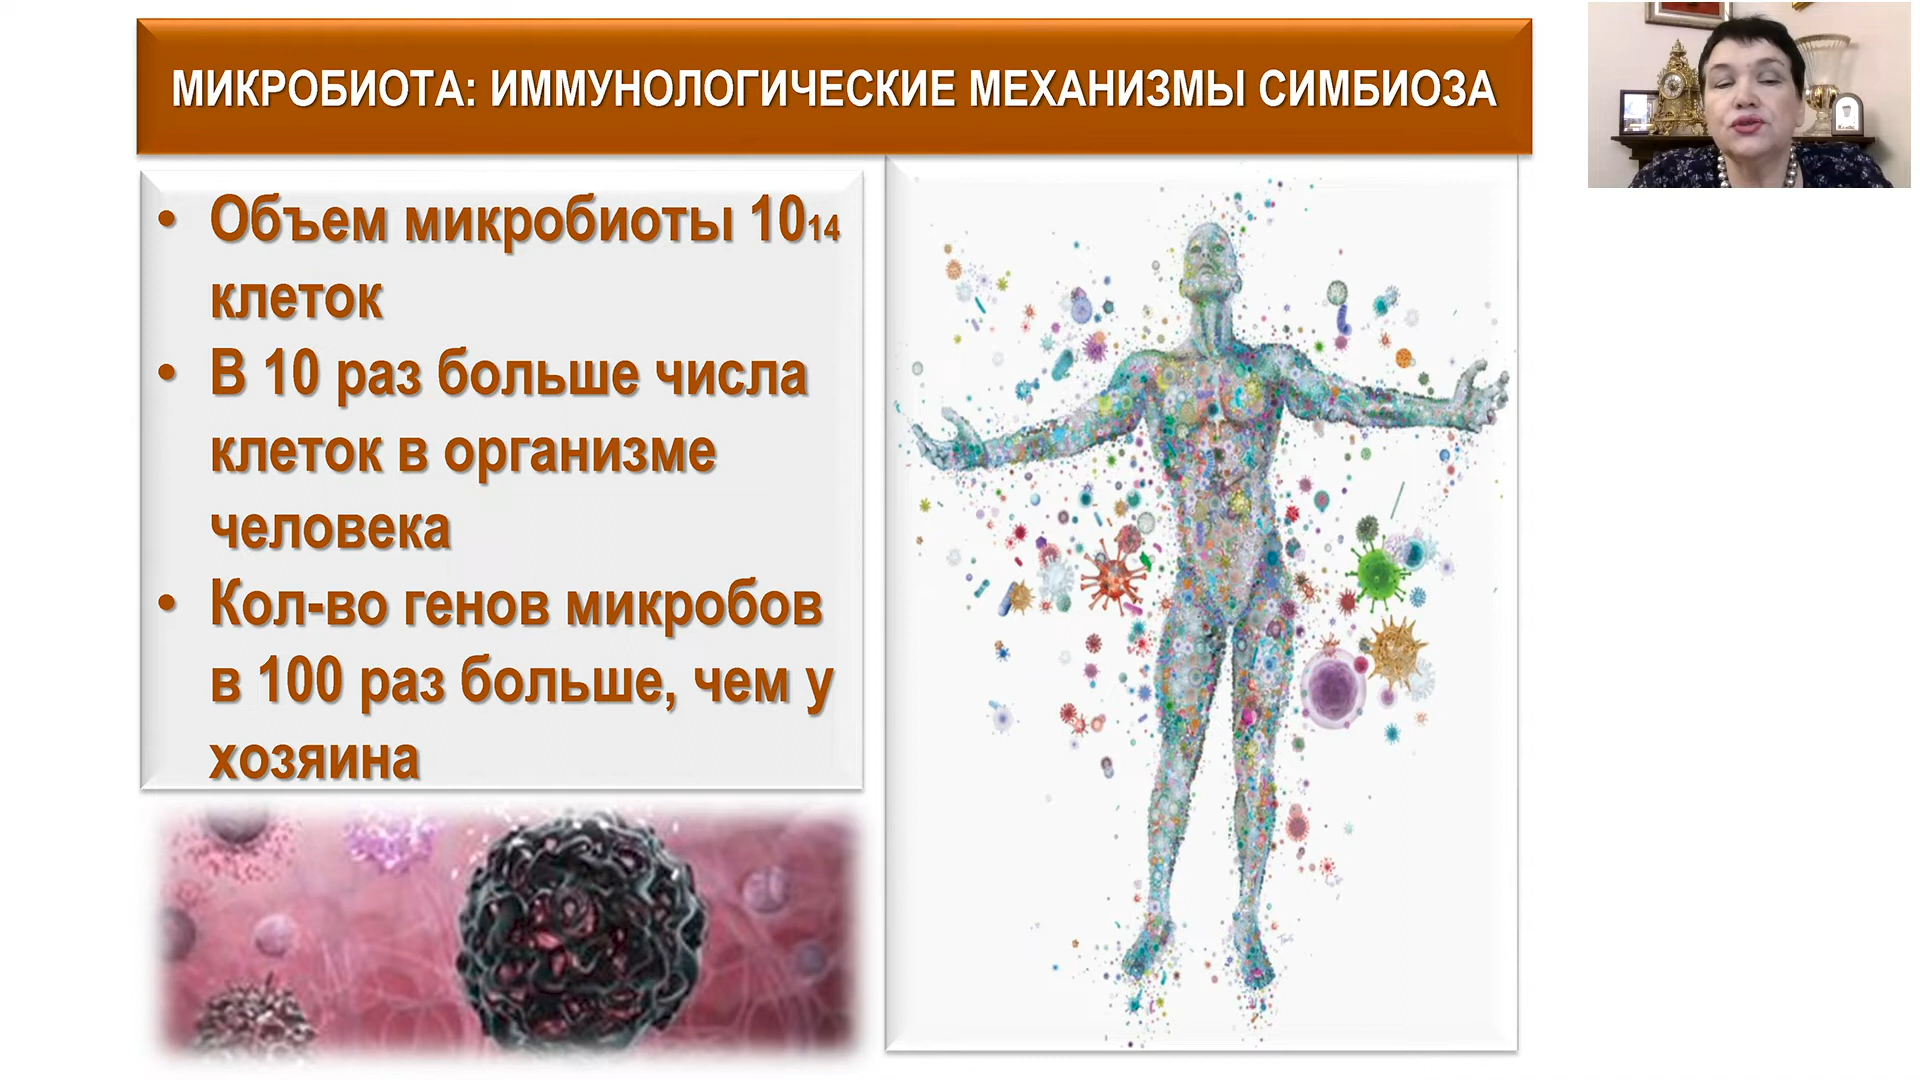 МИКРОБИОТА: ИММУНОЛОГИЧЕСКИЕ МЕХАНИЗМЫ СИМБИОЗА
• Объем микробиоты 1014
клеток
• В 10 раз больше числа
клеток в организме
человека
• Кол-во генов микробов
в 100 раз больше, чем у
хозяина